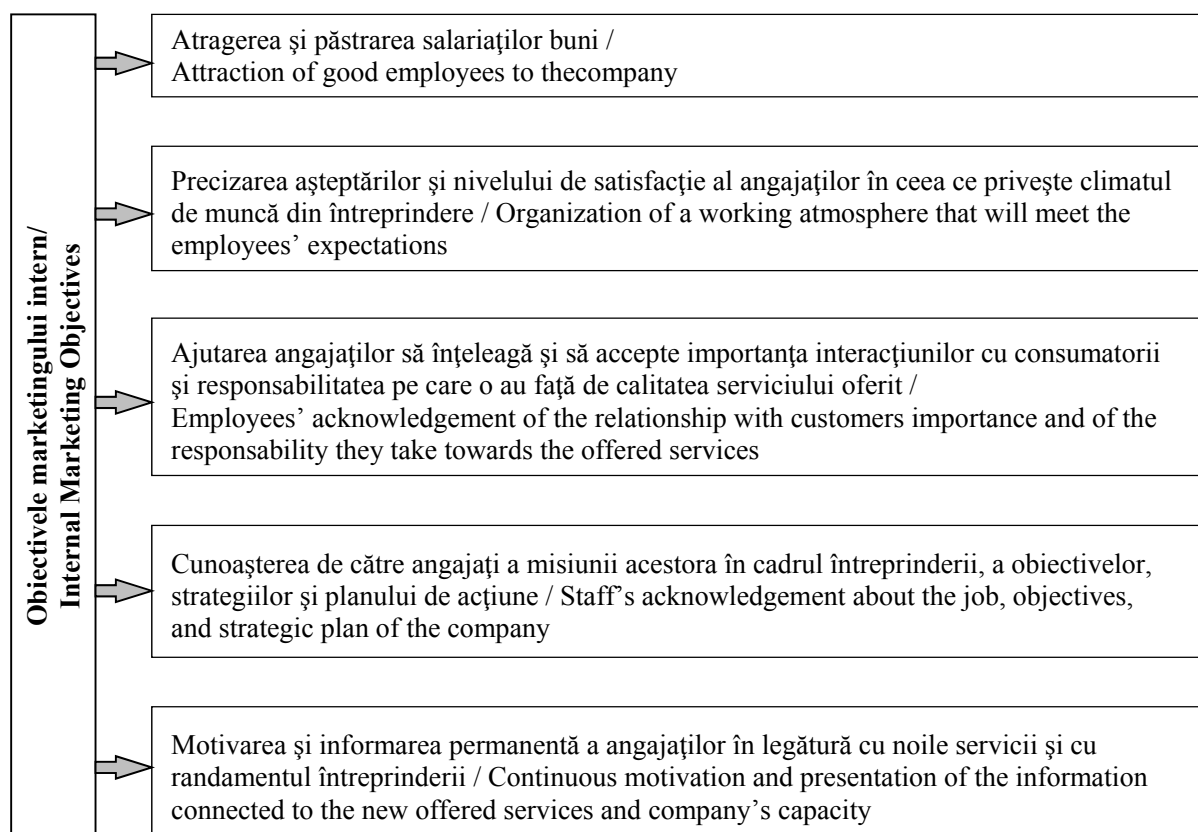 Obiectivele marketingului intern/
Internal Marketing Objectives
Atragerea şi păstrarea salariaţilor buni /
Attraction of good employees to thecompany
Precizarea aşteptărilor şi nivelului de satisfacţie al angajaţilor în ceea ce priveşte climatul
de muncă din întreprindere / Organization of a working atmosphere that will meet the
employees’ expectations
Ajutarea angajaţilor să înţeleagă şi să accepte importanţa interacţiunilor cu consumatorii
şi responsabilitatea pe care o au faţă de calitatea serviciului oferit /
Employees’ acknowledgement of the relationship with customers importance and of the
responsability they take towards the offered services
Cunoaşterea de către angajaţi a misiunii acestora în cadrul întreprinderii, a obiectivelor,
strategiilor şi planului de acţiune / Staff’s acknowledgement about the job, objectives,
and strategic plan of the company
Motivarea şi informarea permanentă a angajaţilor în legătură cu noile servicii şi cu
randamentul întreprinderii / Continuous motivation and presentation of the information
connected to the new offered services and company’s capacity